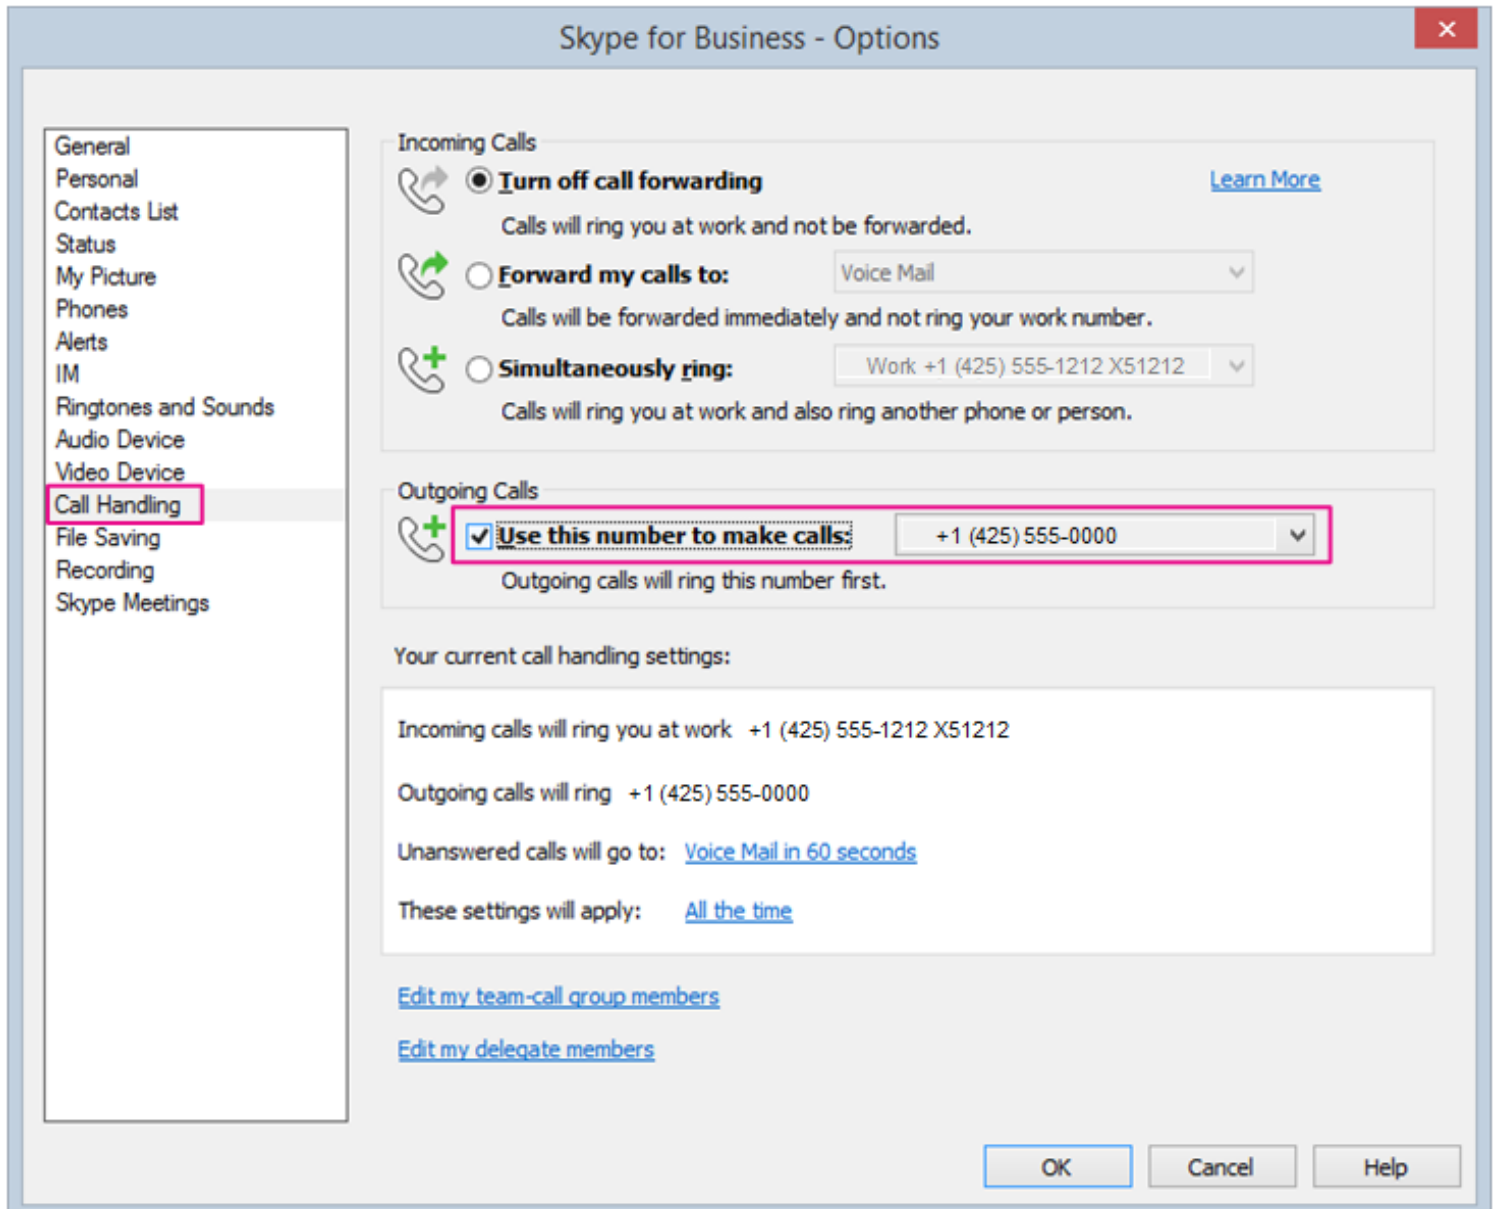 Skype for Business - Options
General
Personal
Contacts List
Status
My Picture
Phones
Alerts
IM
Ringtones and Sounds
Audio Device
Video Device
Call Handling
File Saving
Recording
Skype Meetings
Incoming Calls
Turn off call forwarding
Learn More
Calls will ring you at work and not be forwarded.
Forward my calls to:
Voice Mail
Calls will be forwarded immediately and not ring your work number.
Simultaneously ring:
Work +1 (425) 555-1212 X51212
Calls will ring you at work and also ring another phone or person.
Outgoing Calls
Use this number to make calls:
+1 (425) 555-0000
Outgoing calls will ring this number first.
Your current call handling settings:
Incoming calls will ring you at work +1 (425) 555-1212 X51212
Outgoing calls will ring +1 (425) 555-0000
Unanswered calls will go to: Voice Mail in 60 seconds
These settings will apply: All the time
Edit my team-call group members
Edit my delegate members
OK
Cancel
Help